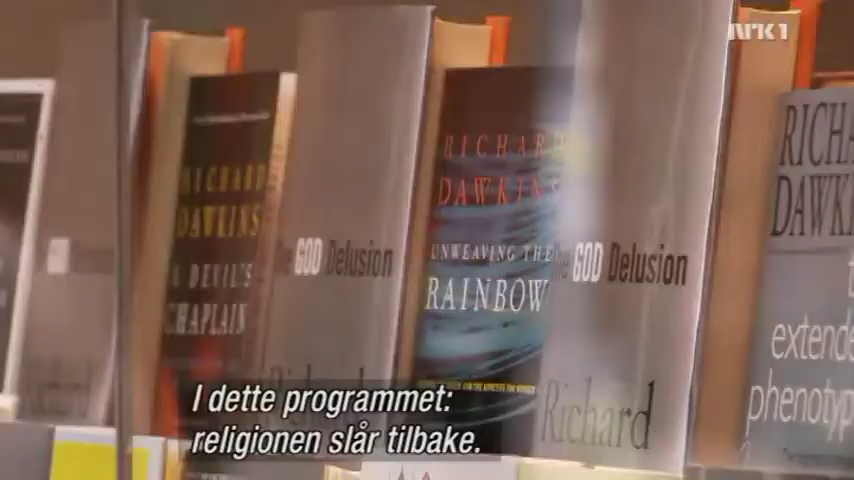 NRK1
RICHARD
DAWKINS
A DEVIL'S
CHAPLAIN
The GOD Delusion
Richard
RICHARD
DAWKINS
UNWEAVING THE
RAINBOW
The GOD Delusion
Richard
RICHA
DAWK
t
extende
phenotyp
I dette programmet:
religionen slår tilbake.